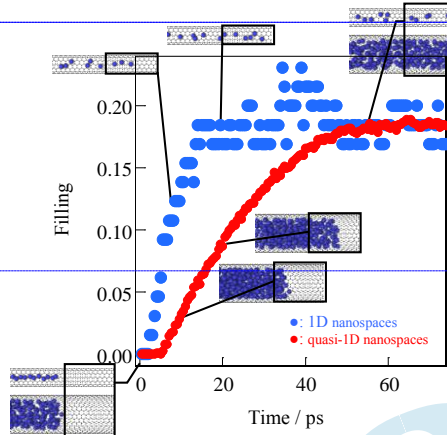 0.20
0.15
Filling
0.10
0.05
●: 1D nanospaces
●: quasi-1D nanospaces
0.00
0 20 40 60
Time / ps